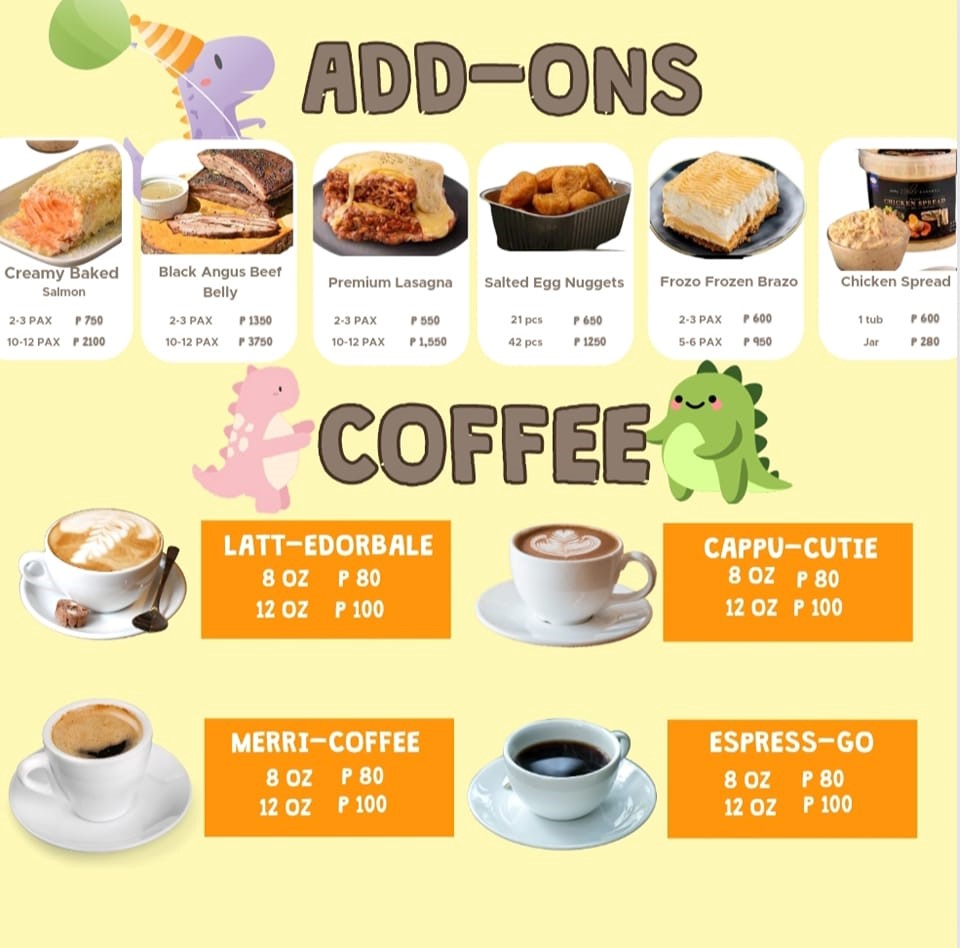 ADD-ONS
CHICKEN SPREAD
Creamy Baked
Salmon
2-3 PAX ₱ 750
10-12 PAX ₱ 2100
Black Angus Beef
Belly
2-3 PAX ₱ 1350
10-12 PAX ₱ 3750
Premium Lasagna
2-3 PAX ₱ 550
10-12 PAX ₱ 1,550
Salted Egg Nuggets
21 pcs ₱ 650
42 pcs ₱ 1250
Frozo Frozen Brazo
2-3 PAX ₱ 600
5-6 PAX ₱ 950
Chicken Spread
1 tub ₱ 600
Jar ₱ 280
COFFEE
LATT-EDORBALE
8 OZ ₱ 80
12 OZ ₱ 100
CAPPU-CUTIE
8 OZ ₱ 80
12 OZ ₱ 100
MERRI-COFFEE
8 OZ ₱ 80
12 OZ ₱ 100
ESPRESS-GO
8 OZ ₱ 80
12 OZ ₱ 100